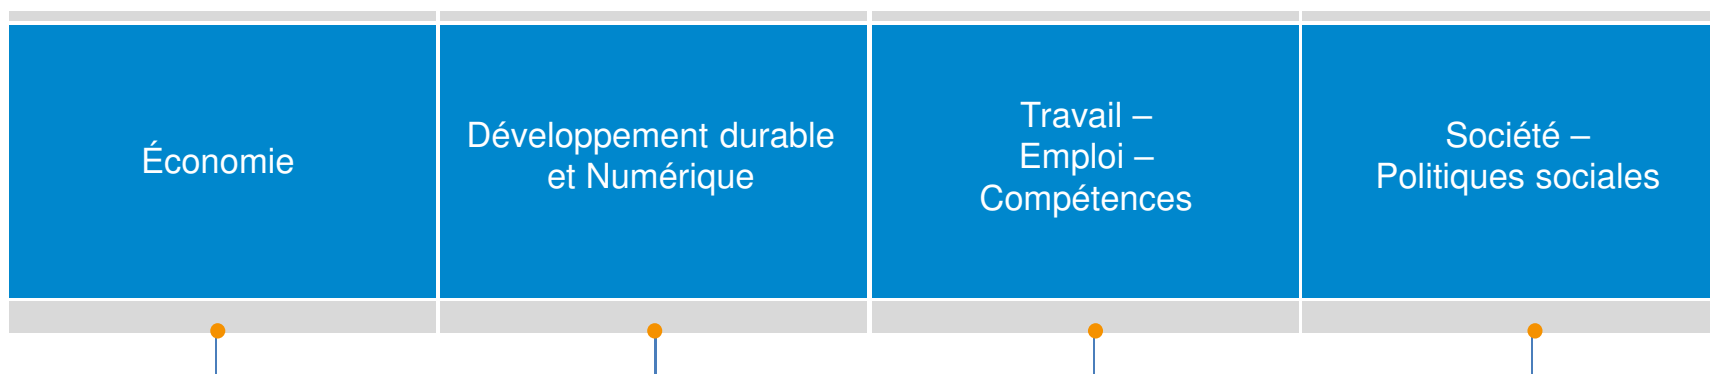 Économie
Développement durable
et Numérique
Travail –
Emploi –
Compétences
Société –
Politiques sociales